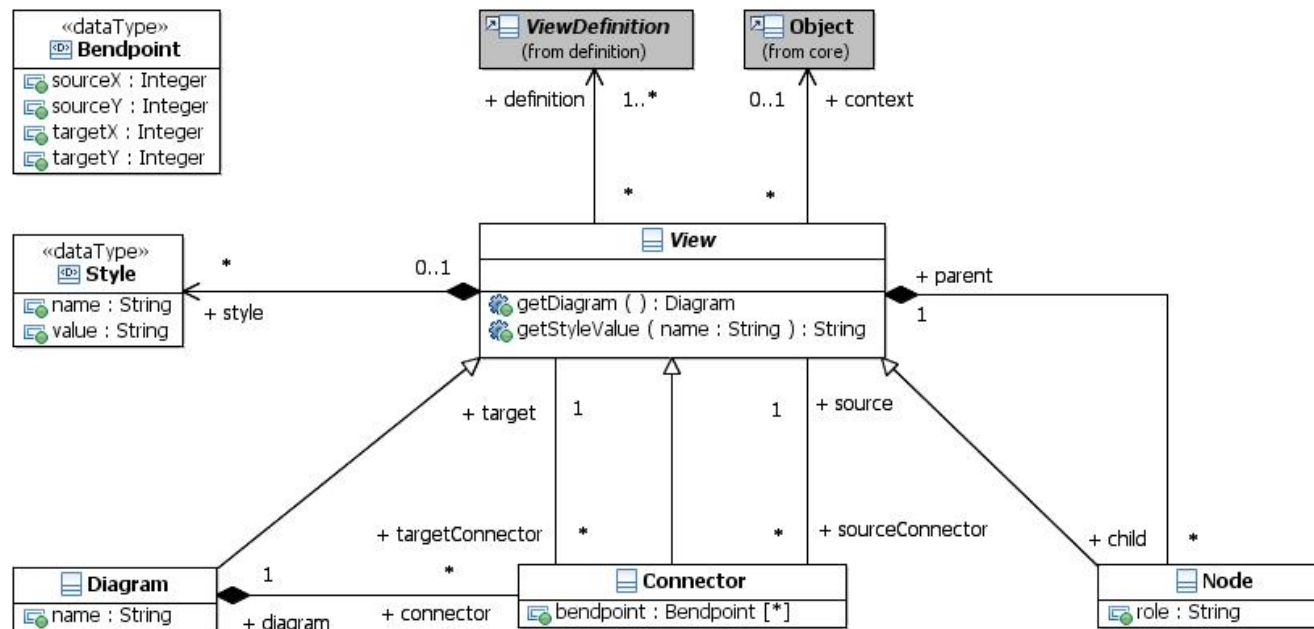 «dataType»
Bendpoint
sourceX : Integer
sourceY : Integer
targetX : Integer
targetY : Integer
ViewDefinition
(from definition)
Object
(from core)
+ definition
1..*
0..1
+ context
*
*
«dataType»
Style
name : String
value : String
*
+ style
0..1
View
getDiagram ( ) : Diagram
getStyleValue ( name : String ) : String
+ parent
1
+ target
1
1
+ source
+ targetConnector
*
*
+ sourceConnector
+ child
*
Diagram
name : String
1
+ diagram
*
+ connector
Connector
bendpoint : Bendpoint [*]
Node
role : String